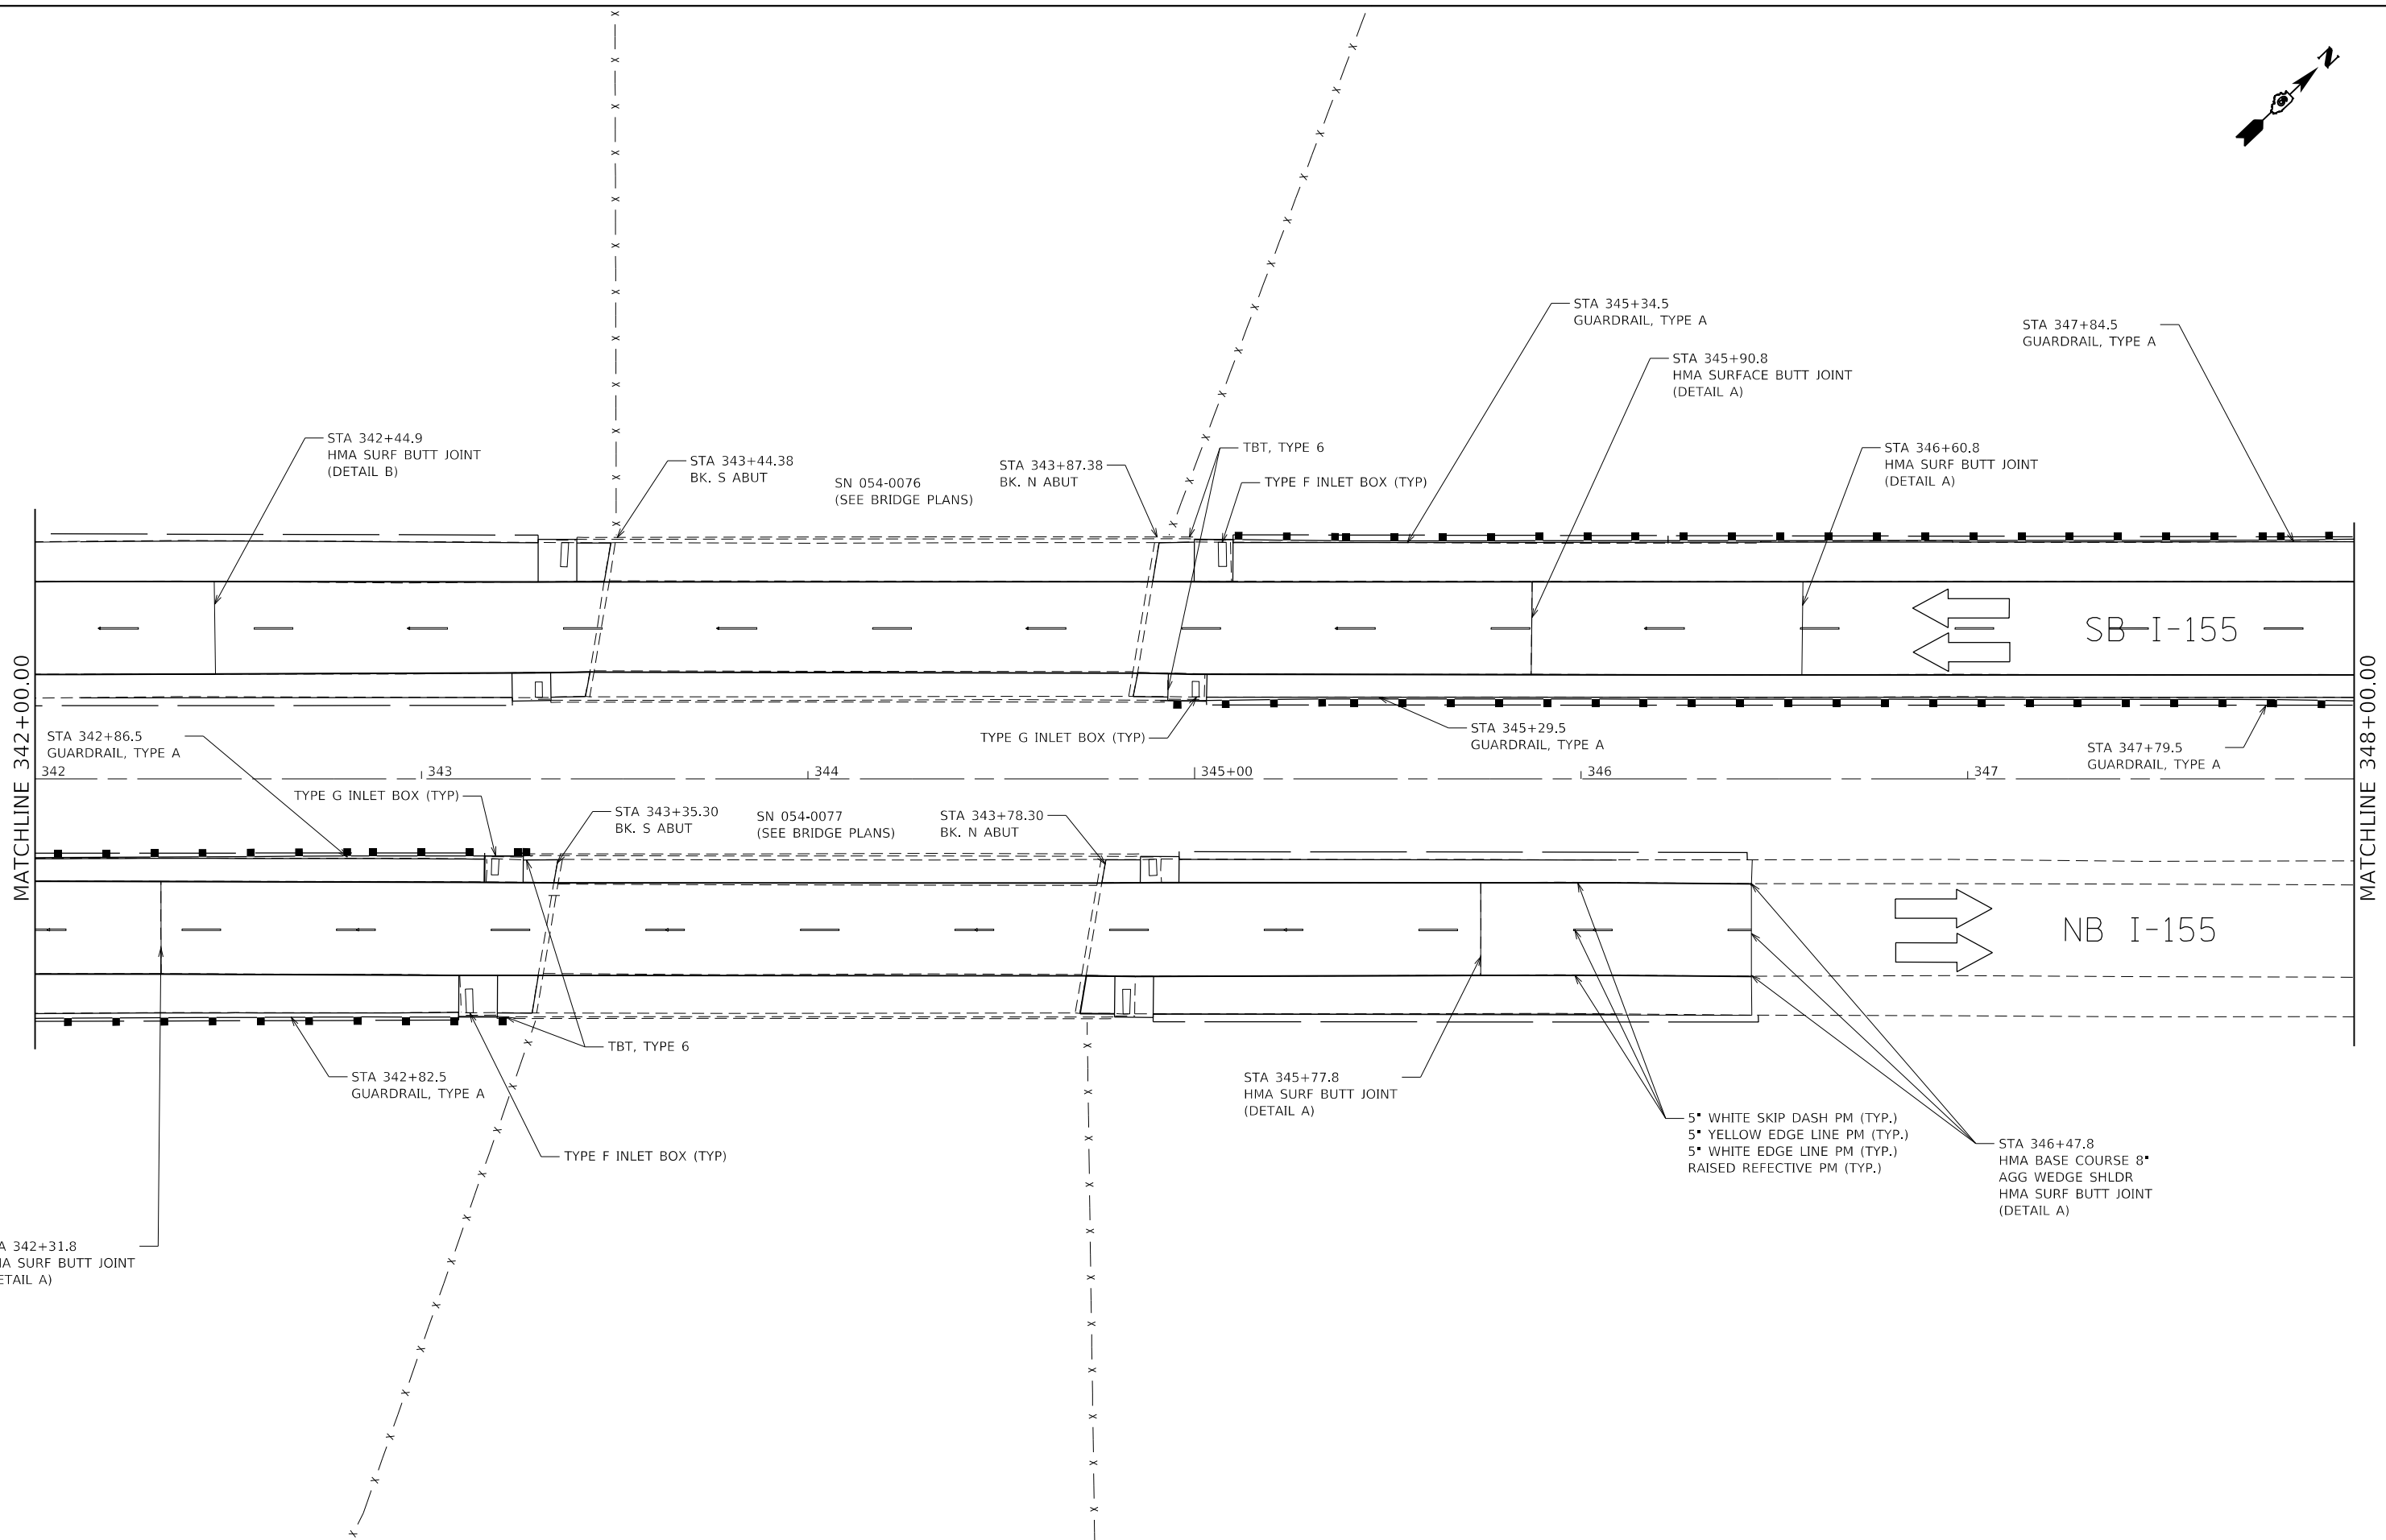 N
STA 345+34.5
GUARDRAIL, TYPE A
STA 347+84.5
GUARDRAIL, TYPE A
STA 345+90.8
HMA SURFACE BUTT JOINT
(DETAIL A)
STA 342+44.9
HMA SURF BUTT JOINT
(DETAIL B)
STA 343+44.38
BK. S ABUT
SN 054-0076
(SEE BRIDGE PLANS)
STA 343+87.38
BK. N ABUT
TBT, TYPE 6
TYPE F INLET BOX (TYP)
STA 346+60.8
HMA SURF BUTT JOINT
(DETAIL A)
SB I-155
MATCHLINE 342+00.00
MATCHLINE 348+00.00
STA 342+86.5
GUARDRAIL, TYPE A
TYPE G INLET BOX (TYP)
STA 345+29.5
GUARDRAIL, TYPE A
STA 347+79.5
GUARDRAIL, TYPE A
342
343
344
345+00
346
347
TYPE G INLET BOX (TYP)
STA 343+35.30
BK. S ABUT
SN 054-0077
(SEE BRIDGE PLANS)
STA 343+78.30
BK. N ABUT
NB I-155
TBT, TYPE 6
STA 342+82.5
GUARDRAIL, TYPE A
TYPE F INLET BOX (TYP)
STA 345+77.8
HMA SURF BUTT JOINT
(DETAIL A)
5" WHITE SKIP DASH PM (TYP.)
5" YELLOW EDGE LINE PM (TYP.)
5" WHITE EDGE LINE PM (TYP.)
RAISED REFECTIVE PM (TYP.)
STA 346+47.8
HMA BASE COURSE 8"
AGG WEDGE SHLDR
HMA SURF BUTT JOINT
(DETAIL A)
A 342+31.8
MA SURF BUTT JOINT
ETAIL A)